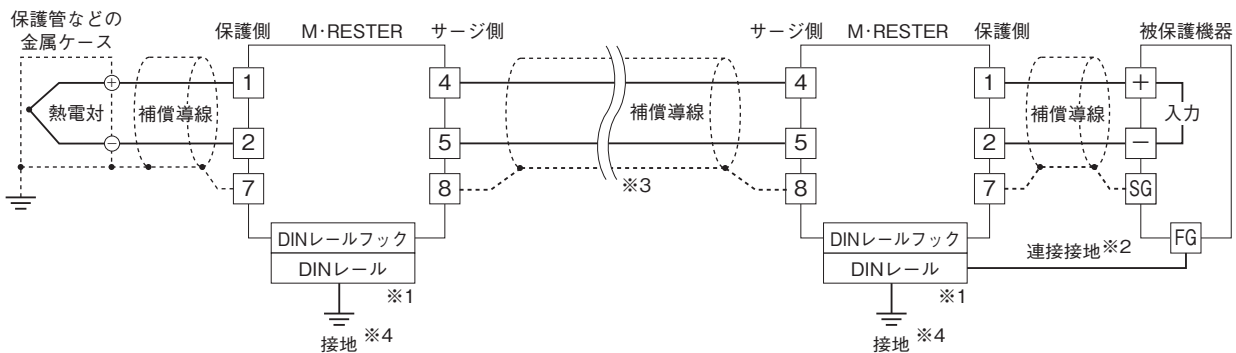 保護管などの
金属ケース
保護側 M・RESTER サージ側
サージ側 M・RESTER 保護側
被保護機器
1
4
4
1
+
熱電対
補償導線
補償導線
補償導線
入力
2
5
5
2
−
7
8
※3
8
7
SG
DINレールフック
DINレール
※1
接地 ※4
DINレールフック
DINレール
※1
接地 ※4
連接接地※2
FG